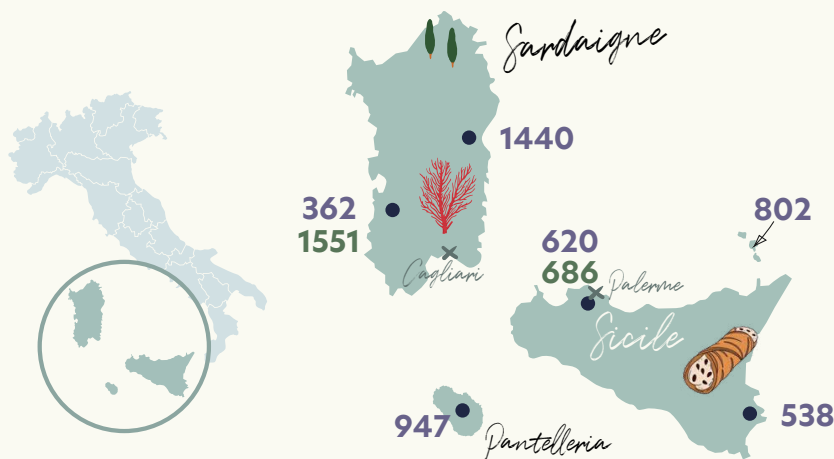 Sardaigne
1440
362
1551
Cagliari
802
620
686
Palerme
Sicile
947
Pantelleria
538